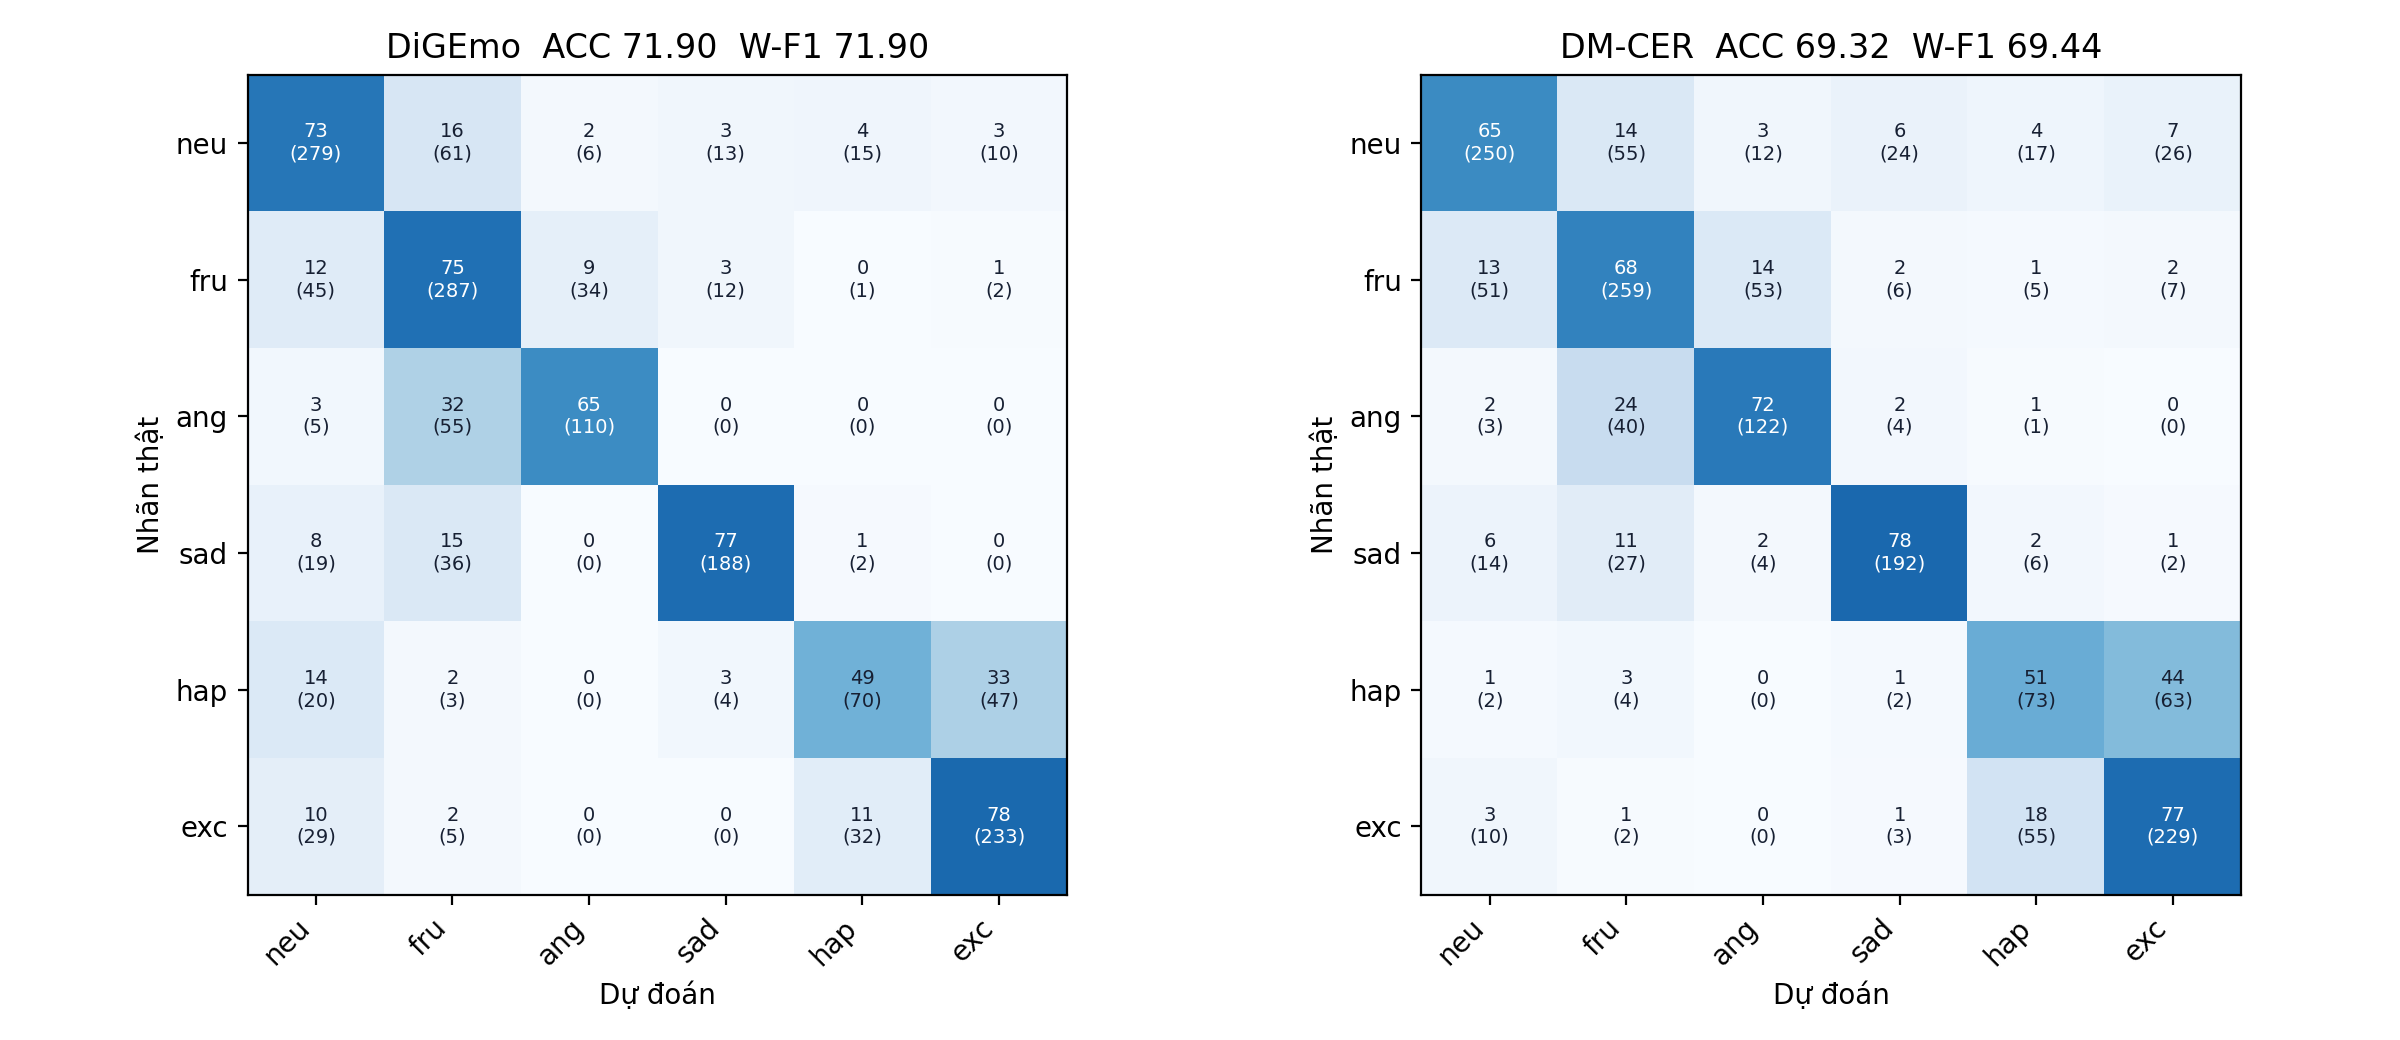 DiGEmo  ACC 71.90  W-F1 71.90
Nhãn thật
neu
73 16 2 3 4 3
(279) (61) (6) (13) (15) (10)
fru
12 75 9 3 0 1
(45) (287) (34) (12) (1) (2)
ang
3 32 65 0 0 0
(5) (55) (110) (0) (0) (0)
sad
8 15 0 77 1 0
(19) (36) (0) (188) (2) (0)
hap
14 2 0 3 49 33
(20) (3) (0) (4) (70) (47)
exc
10 2 0 0 11 78
(29) (5) (0) (0) (32) (233)
neu fru ang sad hap exc
Dự đoán
DM-CER  ACC 69.32  W-F1 69.44
Nhãn thật
neu
65 14 3 6 4 7
(250) (55) (12) (24) (17) (26)
fru
13 68 14 2 1 2
(51) (259) (53) (6) (5) (7)
ang
2 24 72 2 1 0
(3) (40) (122) (4) (1) (0)
sad
6 11 2 78 2 1
(14) (27) (4) (192) (6) (2)
hap
1 3 0 1 51 44
(2) (4) (0) (2) (73) (63)
exc
3 1 0 1 18 77
(10) (2) (0) (3) (55) (229)
neu fru ang sad hap exc
Dự đoán